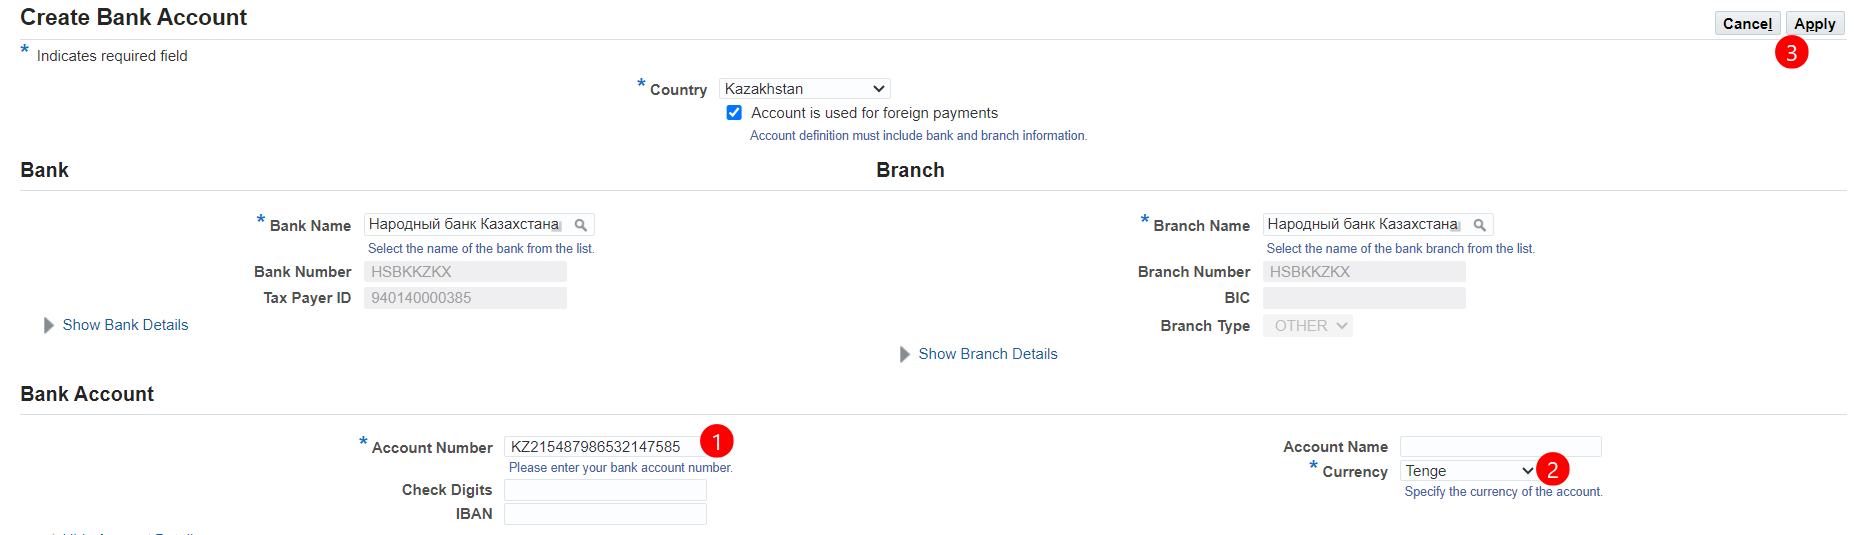 Create Bank Account
Cancel Apply
* Indicates required field
3
* Country Kazakhstan
Account is used for foreign payments
Account definition must include bank and branch information.
Bank
Branch
* Bank Name Народный банк Казахстана
Select the name of the bank from the list.
Bank Number HSBKKZKX
Tax Payer ID 940140000385
Show Bank Details
* Branch Name Народный банк Казахстана
Select the name of the bank branch from the list.
Branch Number HSBKKZKX
BIC
Branch Type OTHER
Show Branch Details
Bank Account
* Account Number KZ215487986532147585 1
Please enter your bank account number.
Check Digits
IBAN
Account Name
* Currency Tenge 2
Specify the currency of the account.